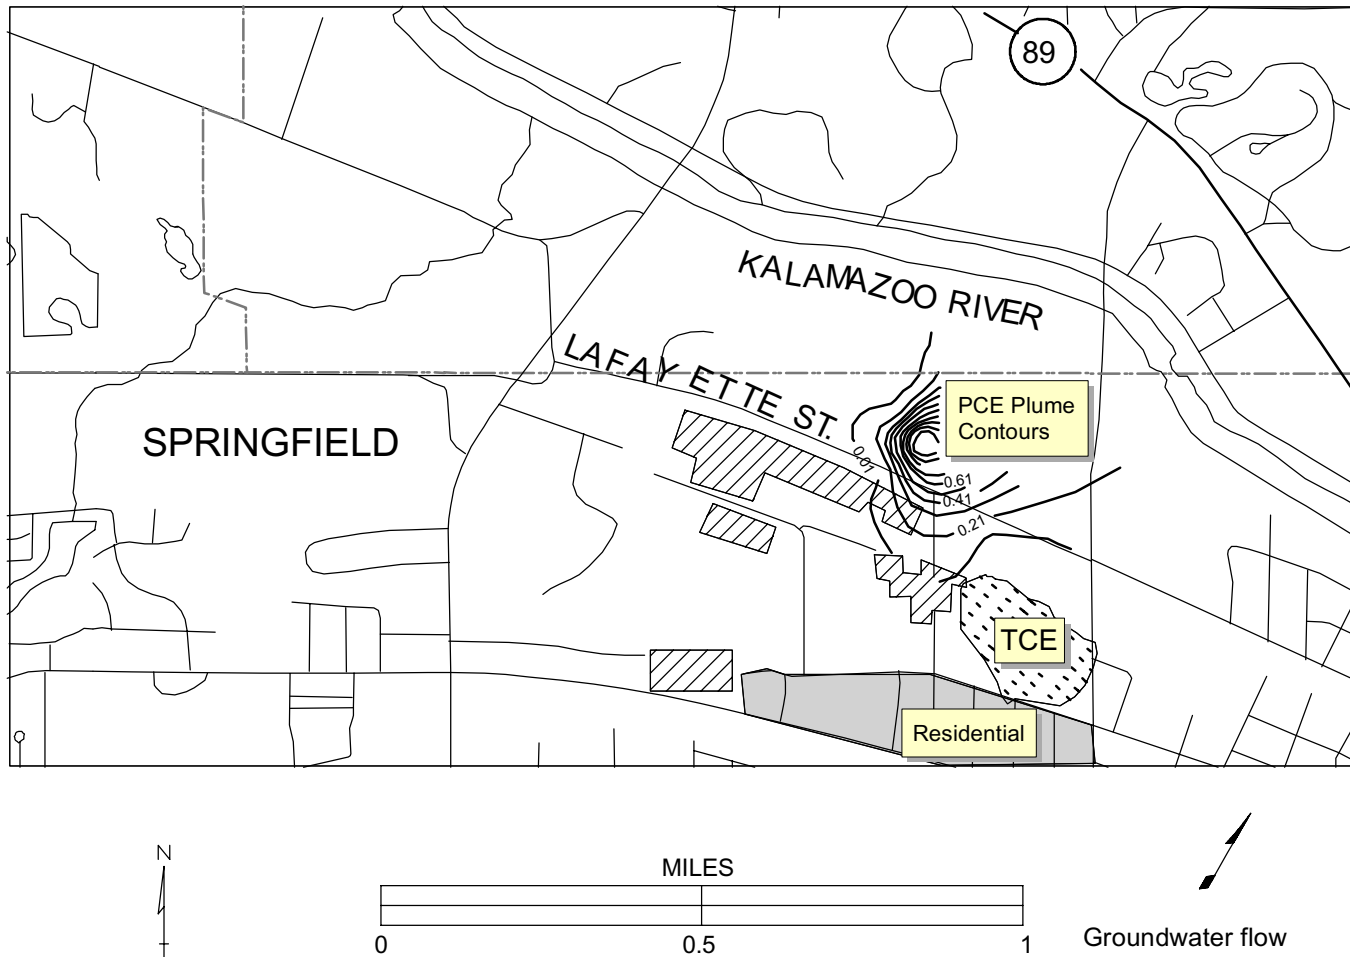 89
KALAMAZOO RIVER
LAFAYETTE ST.
PCE Plume
Contours
SPRINGFIELD
0.01
0.61
0.41
0.21
TCE
Residential
N
MILES
0 0.5 1
Groundwater flow